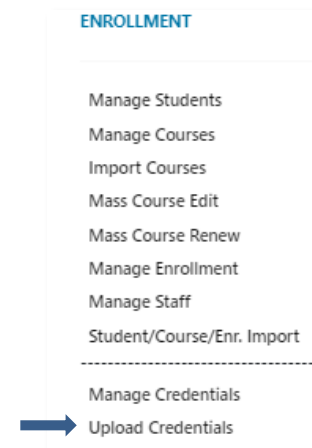 ENROLLMENT
Manage Students
Manage Courses
Import Courses
Mass Course Edit
Mass Course Renew
Manage Enrollment
Manage Staff
Student/Course/Enr. Import
------------------------------------
Manage Credentials
Upload Credentials